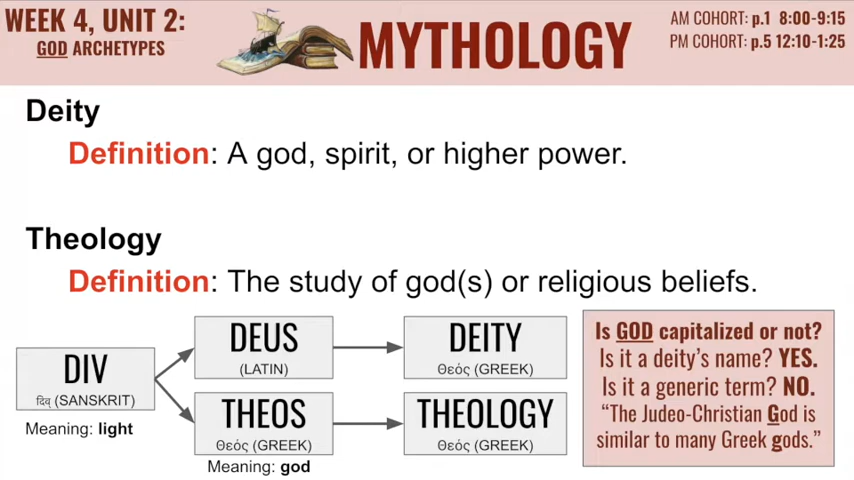 WEEK 4, UNIT 2:
GOD ARCHETYPES
MYTHOLOGY
AM COHORT: p.1 8:00-9:15
PM COHORT: p.5 12:10-1:25
Deity
Definition: A god, spirit, or higher power.
Theology
Definition: The study of god(s) or religious beliefs.
DIV
दिव् (SANSKRIT)
Meaning: light
DEUS
(LATIN)
THEOS
Θεός (GREEK)
Meaning: god
DEITY
Θεός (GREEK)
THEOLOGY
Θεός (GREEK)
Is GOD capitalized or not?
Is it a deity's name? YES.
Is it a generic term? NO.
“The Judeo-Christian God is
similar to many Greek gods.”